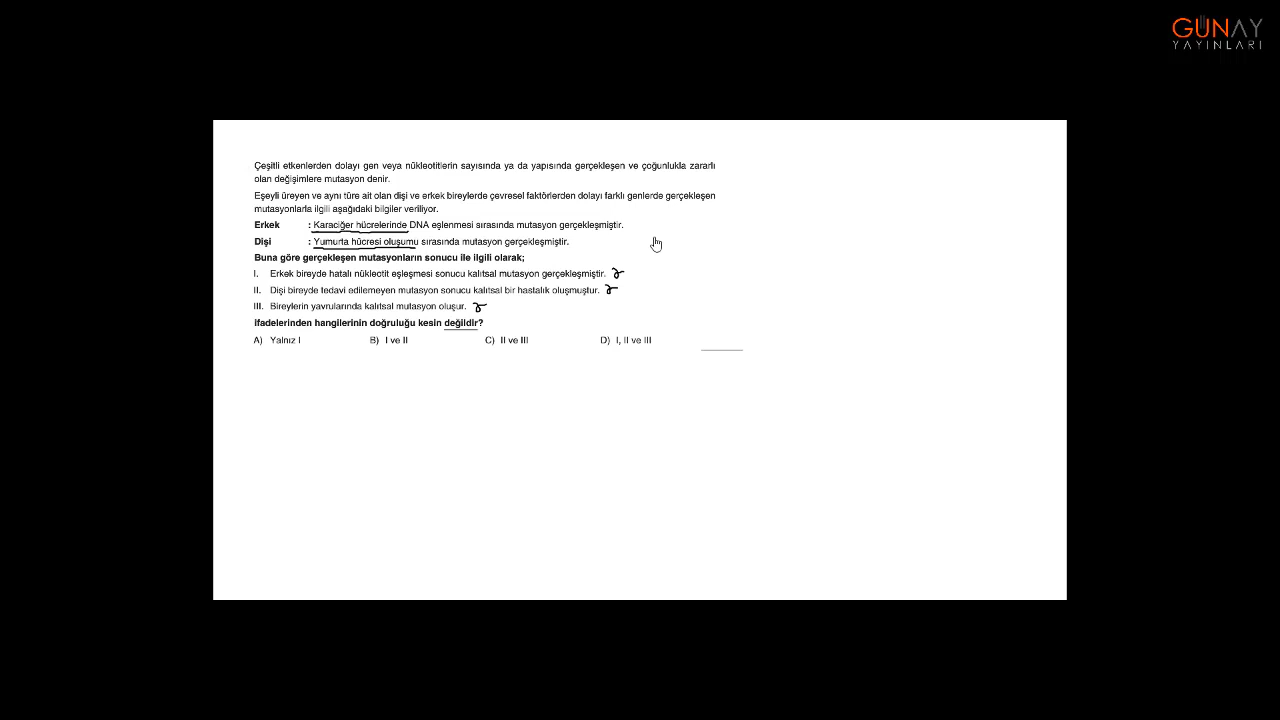 GÜNAY
YAYINLARI
Çeşitli etkenlerden dolayı gen veya nükleotitlerin sayısında ya da yapısında gerçekleşen ve çoğunlukla zararlı
olan değişimlere mutasyon denir.
Eşeyli üreyen ve aynı türe ait olan dişi ve erkek bireylerde çevresel faktörlerden dolayı farklı genlerde gerçekleşen
mutasyonlarla ilgili aşağıdaki bilgiler veriliyor.
Erkek : Karaciğer hücrelerinde DNA eşlenmesi sırasında mutasyon gerçekleşmiştir.
Dişi : Yumurta hücresi oluşumu sırasında mutasyon gerçekleşmiştir.
Buna göre gerçekleşen mutasyonların sonucu ile ilgili olarak;
I. Erkek bireyde hatalı nükleotit eşleşmesi sonucu kalıtsal mutasyon gerçekleşmiştir.
II. Dişi bireyde tedavi edilemeyen mutasyon sonucu kalıtsal bir hastalık oluşmuştur.
III. Bireylerin yavrularında kalıtsal mutasyon oluşur.
ifadelerinden hangilerinin doğruluğu kesin değildir?
A) Yalnız I B) I ve II C) II ve III D) I, II ve III